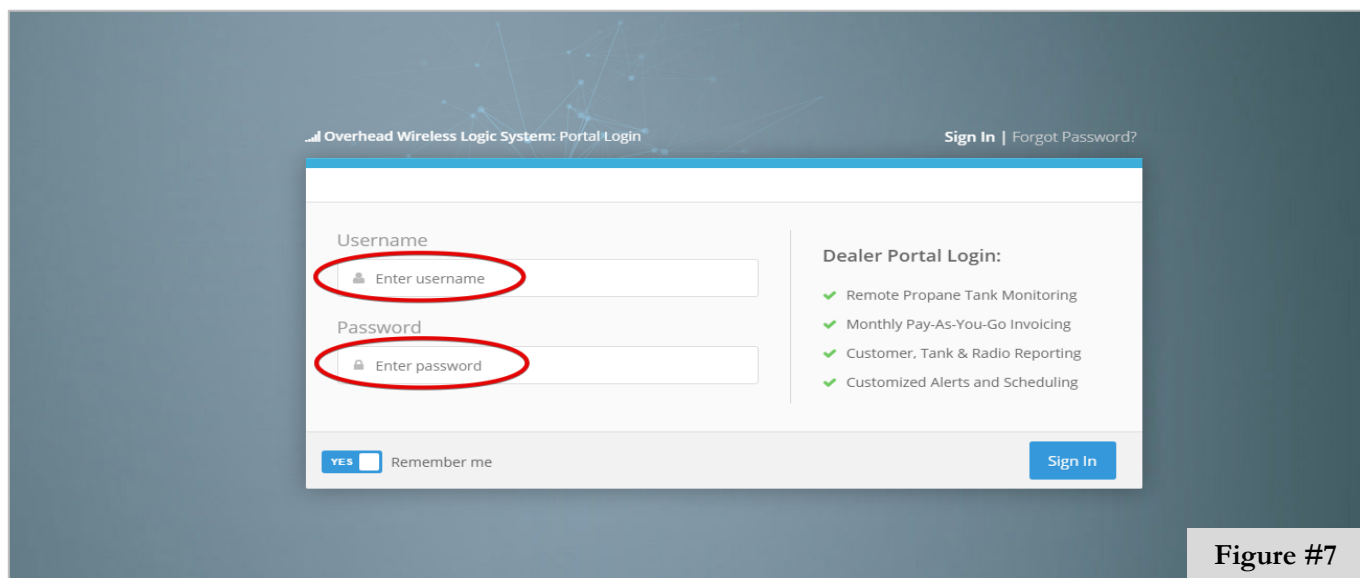 Overhead Wireless Logic System: Portal Login
Sign In | Forgot Password?
Username
Enter username
Password
Enter password
Dealer Portal Login:
Remote Propane Tank Monitoring
Monthly Pay-As-You-Go Invoicing
Customer, Tank & Radio Reporting
Customized Alerts and Scheduling
YES Remember me
Sign In
Figure #7